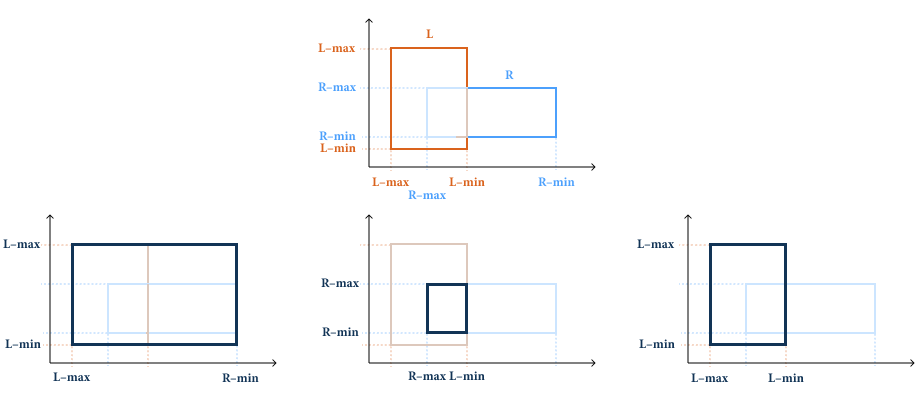 L
L–max
R
R–max
R–min
L–min
L–max L–min R–min
R–max
L–max
L–min
L–max R–min
R–max
R–min
R–max L–min
L–max
L–min
L–max L–min